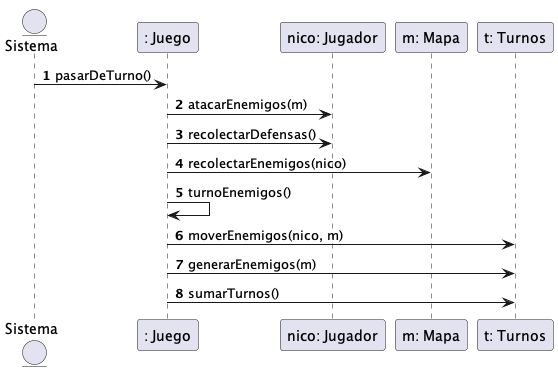 Sistema
: Juego
nico: Jugador
m: Mapa
t: Turnos
1 pasarDeTurno()
2 atacarEnemigos(m)
3 recolectarDefensas()
4 recolectarEnemigos(nico)
5 turnoEnemigos()
6 moverEnemigos(nico, m)
7 generarEnemigos(m)
8 sumarTurnos()
Sistema
: Juego
nico: Jugador
m: Mapa
t: Turnos